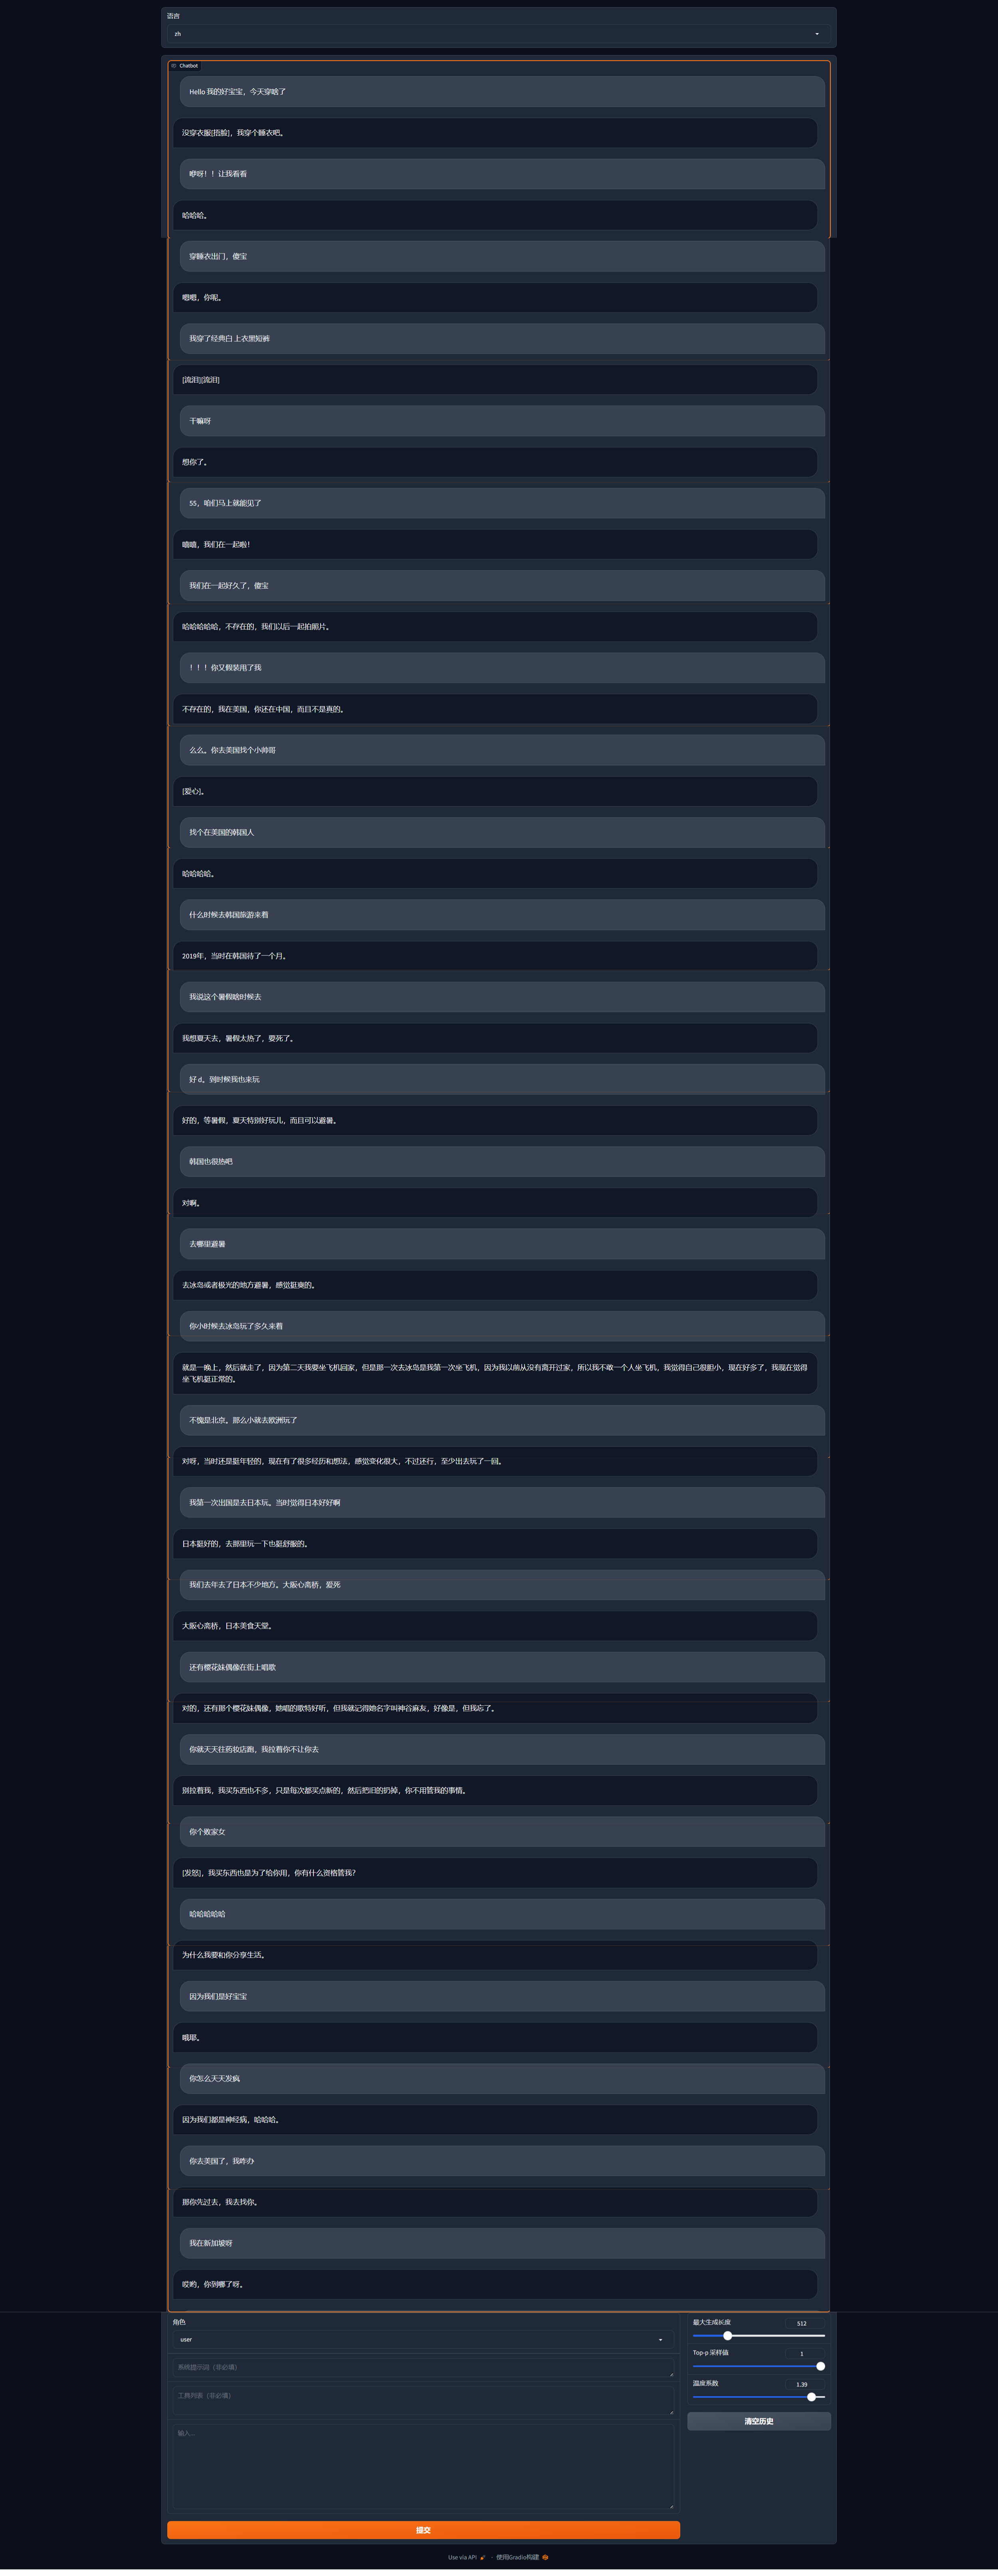 语言
zh
Chatbot
Hello 我的好宝宝，今天穿啥了
没穿衣服[捂脸]，我穿个睡衣吧。
咿呀！！让我看看
哈哈哈。
穿睡衣出门，傻宝
嗯嗯，你呢。
我穿了经典白上衣黑短裤
[流泪][流泪]
干嘛呀
想你了。
55，咱们马上就能见了
嘻嘻，我们在一起啦！
我们在一起好久了，傻宝
哈哈哈哈哈，不存在的，我们以后一起拍照片。
！！！你又假装甩了我
不存在的，我在美国，你还在中国，而且不是真的。
么么。你去美国找个小帅哥
[爱心]。
找个在美国的韩国人
哈哈哈哈。
什么时候去韩国旅游来着
2019年，当时在韩国待了一个月。
我说这个暑假啥时候去
我想夏天去，暑假太热了，要死了。
好 d。到时候我也来玩
好的，等暑假，夏天特别好玩儿，而且可以避暑。
韩国也很热吧
对啊。
去哪里避暑
去冰岛或者极光的地方避暑，感觉挺爽的。
你小时候去冰岛玩了多久来着
就是一晚上，然后就走了，因为第二天我要坐飞机回家，但是那一次去冰岛是我第一次坐飞机，因为我以前从没有离开过家，所以我不敢一个人坐飞机，我觉得自己很胆小，现在好多了，我现在觉得
坐飞机挺正常的。
不愧是北京。那么小就去欧洲玩了
对呀，当时还是挺年轻的，现在有了很多经历和想法，感觉变化很大，不过还行，至少出去玩了一回。
我第一次出国是去日本玩。当时觉得日本好好啊
日本挺好的，去那里玩一下也挺舒服的。
我们去年去了日本不少地方。大阪心斋桥，爱死
大阪心斋桥，日本美食天堂。
还有樱花妹偶像在街上唱歌
对的，还有那个樱花妹偶像，她唱的歌特好听，但我就记得她名字叫神谷麻友，好像是，但我忘了。
你就天天往药妆店跑，我拉着你不让你去
别拉着我，我买东西也不多，只是每次都买点新的，然后把旧的扔掉，你不用管我的事情。
你个败家女
[发怒]，我买东西也是为了给你用，你有什么资格管我?
哈哈哈哈哈
为什么我要和你分享生活。
因为我们是好宝宝
哦耶。
你怎么天天发疯
因为我们都是神经病，哈哈哈。
你去美国了，我咋办
那你先过去，我去找你。
我在新加坡呀
哎哟，你到哪了呀。
角色
user
系统提示词（非必填）
工具列表（非必填）
输入...
提交
最大生成长度
512
Top-p 采样值
1
温度系数
1.39
清空历史
Use via API · 使用Gradio构建